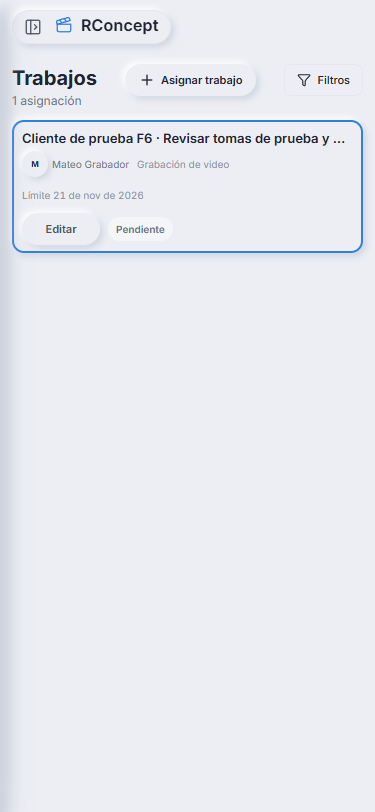 RConcept
Trabajos
Asignar trabajo
Filtros
1 asignación
Cliente de prueba F6 · Revisar tomas de prueba y ...
M Mateo Grabador Grabación de video
Límite 21 de nov de 2026
Editar
Pendiente